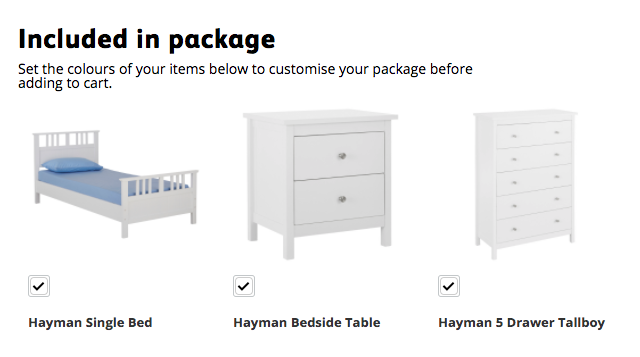 Included in package
Set the colours of your items below to customise your package before
adding to cart.
Hayman Single Bed
Hayman Bedside Table
Hayman 5 Drawer Tallboy